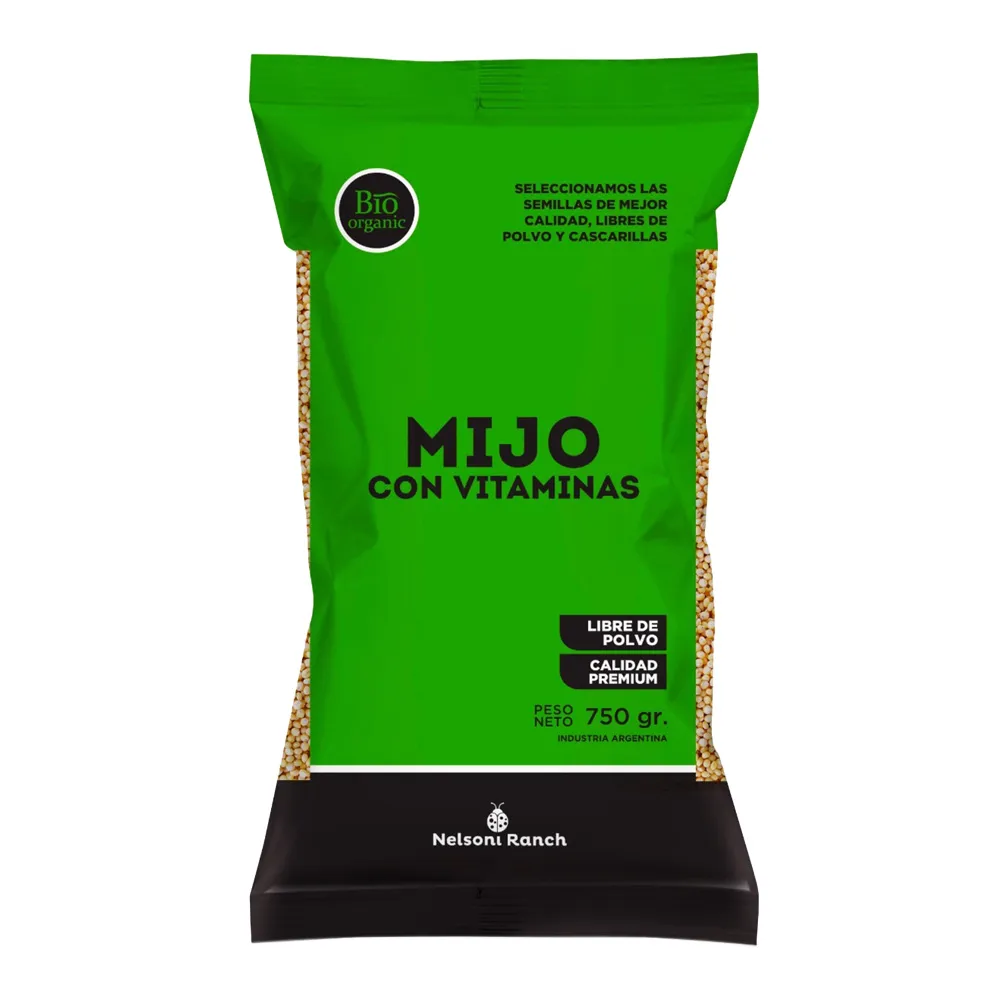 Bio
organic
SELECCIONAMOS LAS
SEMILLAS DE MEJOR
CALIDAD, LIBRES DE
POLVO Y CASCARILLAS
MIJO
CON VITAMINAS
LIBRE DE
POLVO
CALIDAD
PREMIUM
PESO
NETO 750 gr.
INDUSTRIA ARGENTINA
Nelsoni Ranch